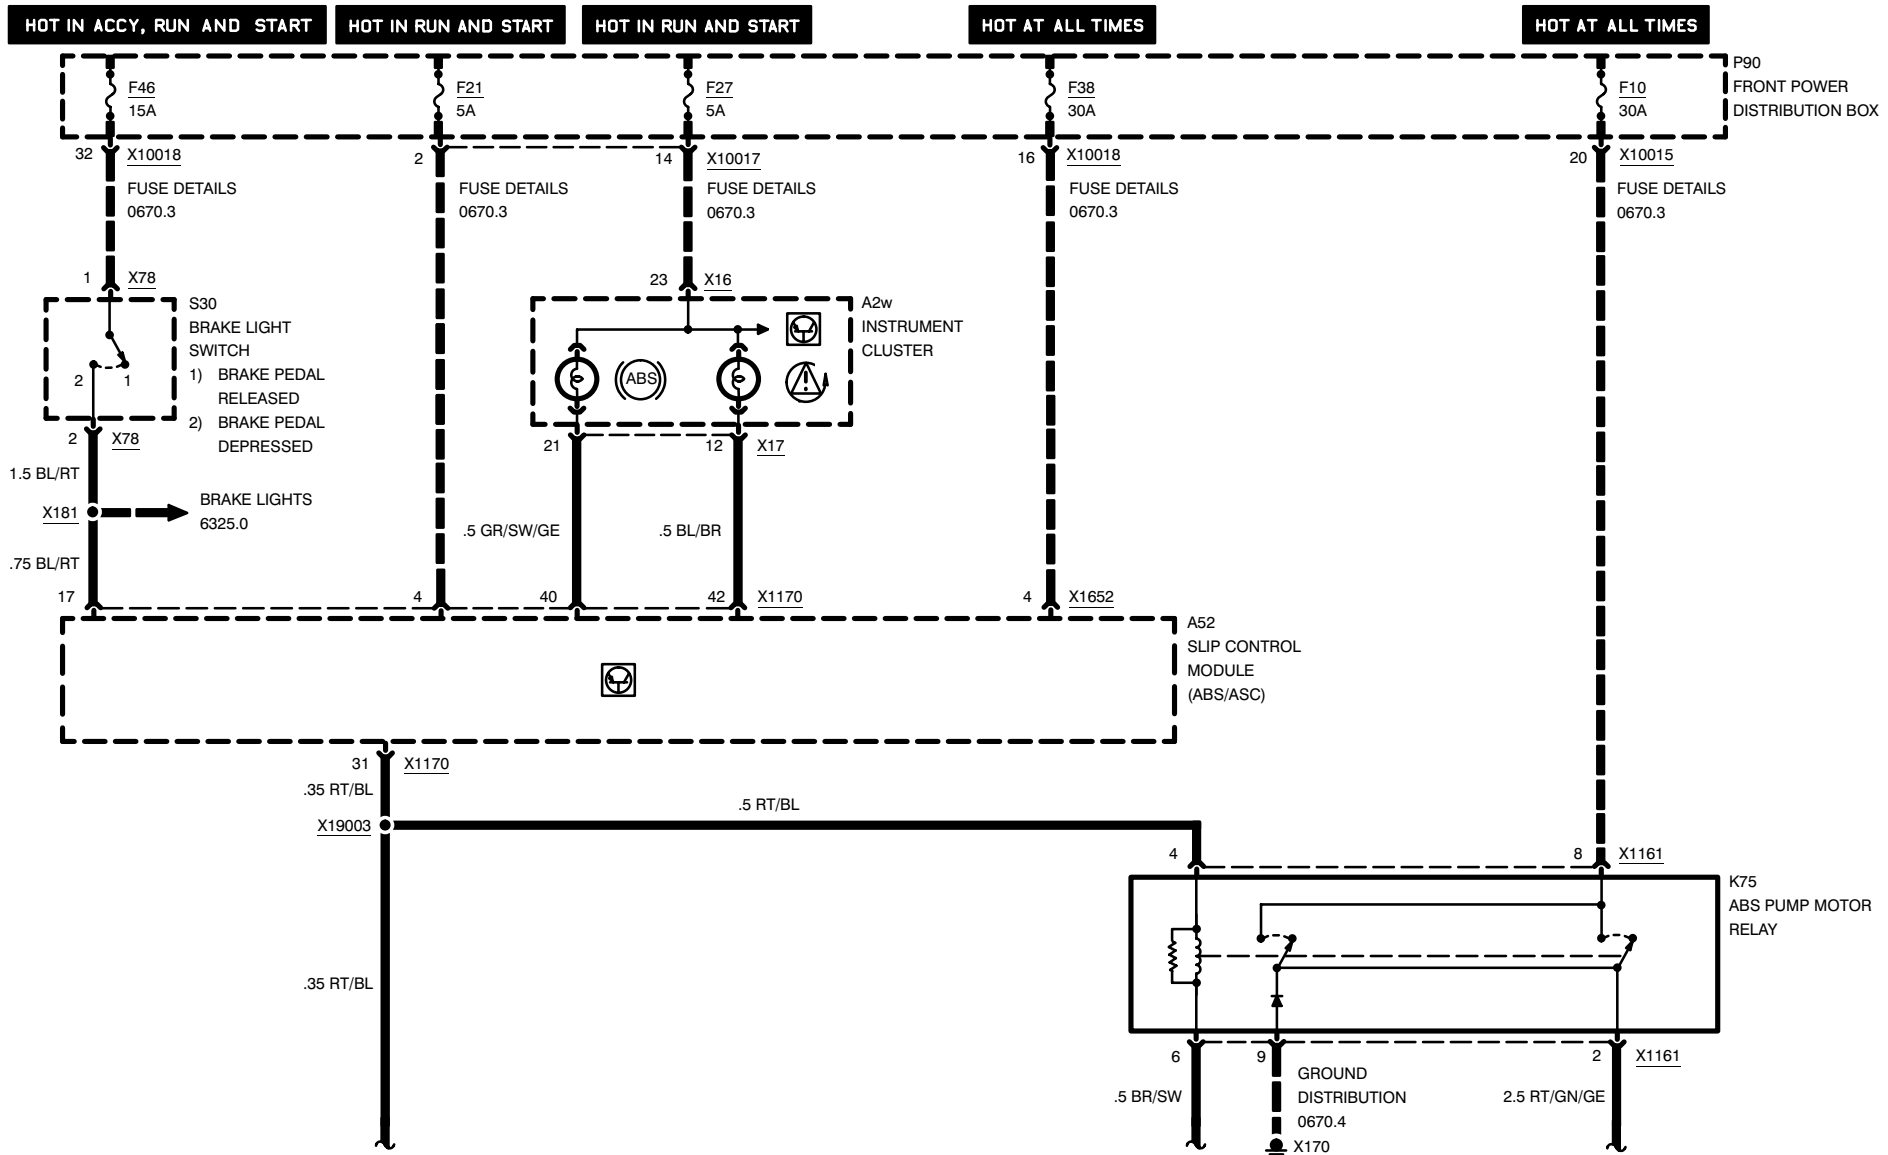 HOT IN ACCY, RUN AND START
HOT IN RUN AND START
HOT IN RUN AND START
HOT AT ALL TIMES
HOT AT ALL TIMES
F46
15A
F21
5A
F27
5A
F38
30A
F10
30A
P90
FRONT POWER
DISTRIBUTION BOX
32
X10018
2
14
X10017
16
X10018
20
X10015
FUSE DETAILS
0670.3
FUSE DETAILS
0670.3
FUSE DETAILS
0670.3
FUSE DETAILS
0670.3
FUSE DETAILS
0670.3
1
X78
23
X16
2
1
S30
BRAKE LIGHT
SWITCH
1) BRAKE PEDAL
RELEASED
2) BRAKE PEDAL
DEPRESSED
ABS
!
A2w
INSTRUMENT
CLUSTER
2
X78
21
12
X17
1.5 BL/RT
X181
BRAKE LIGHTS
6325.0
.5 GR/SW/GE
.5 BL/BR
.75 BL/RT
17
4
40
42
X1170
4
X1652
A52
SLIP CONTROL
MODULE
(ABS/ASC)
31
X1170
.35 RT/BL
X19003
.5 RT/BL
4
8
X1161
K75
ABS PUMP MOTOR
RELAY
.35 RT/BL
6
9
2
X1161
.5 BR/SW
GROUND
DISTRIBUTION
0670.4
X170
2.5 RT/GN/GE